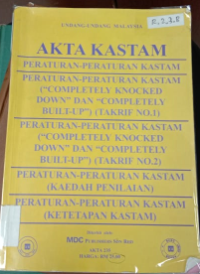 UNDANG-UNDANG MALAYSIA
AKTA KASTAM
PERATURAN-PERATURAN KASTAM
PERATURAN-PERATURAN KASTAM
("COMPLETELY KNOCKED
DOWN" DAN "COMPLETELY
BUILT-UP") (TAKRIF NO.1)
PERATURAN-PERATURAN KASTAM
("COMPLETELY KNOCKED
DOWN" DAN "COMPLETELY
BUILT-UP") (TAKRIF NO.2)
PERATURAN-PERATURAN KASTAM
(KAEDAH PENILAIAN)
PERATURAN-PERATURAN KASTAM
(KETETAPAN KASTAM)
MDC